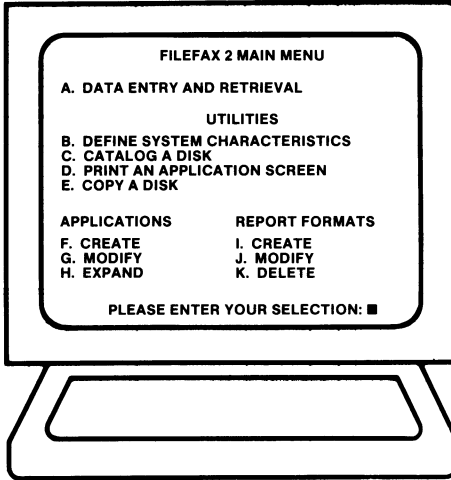 FILEFAX 2 MAIN MENU
A. DATA ENTRY AND RETRIEVAL
UTILITIES
B. DEFINE SYSTEM CHARACTERISTICS
C. CATALOG A DISK
D. PRINT AN APPLICATION SCREEN
E. COPY A DISK
APPLICATIONS
F. CREATE
G. MODIFY
H. EXPAND
REPORT FORMATS
I. CREATE
J. MODIFY
K. DELETE
PLEASE ENTER YOUR SELECTION: ■